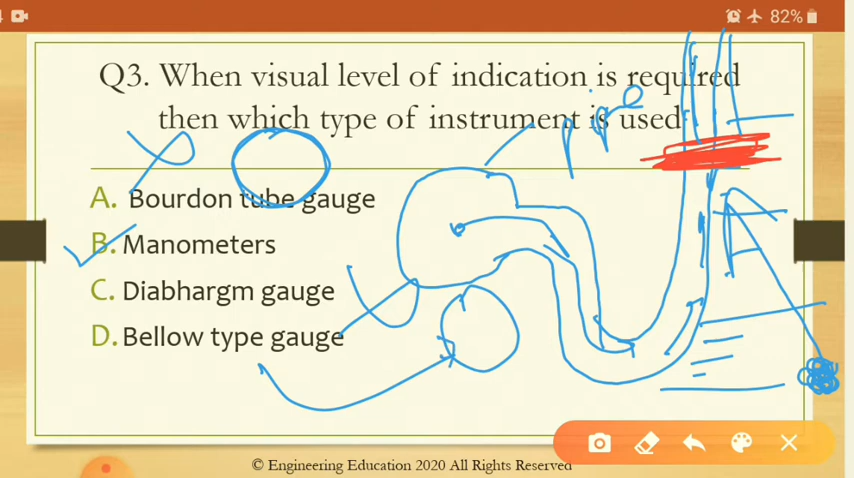 82%
Q3. When visual level of indication is required
then which type of instrument is used
pipe
A. Bourdon tube gauge
B. Manometers
C. Diabhargm gauge
D. Bellow type gauge
© Engineering Education 2020 All Rights Reserved